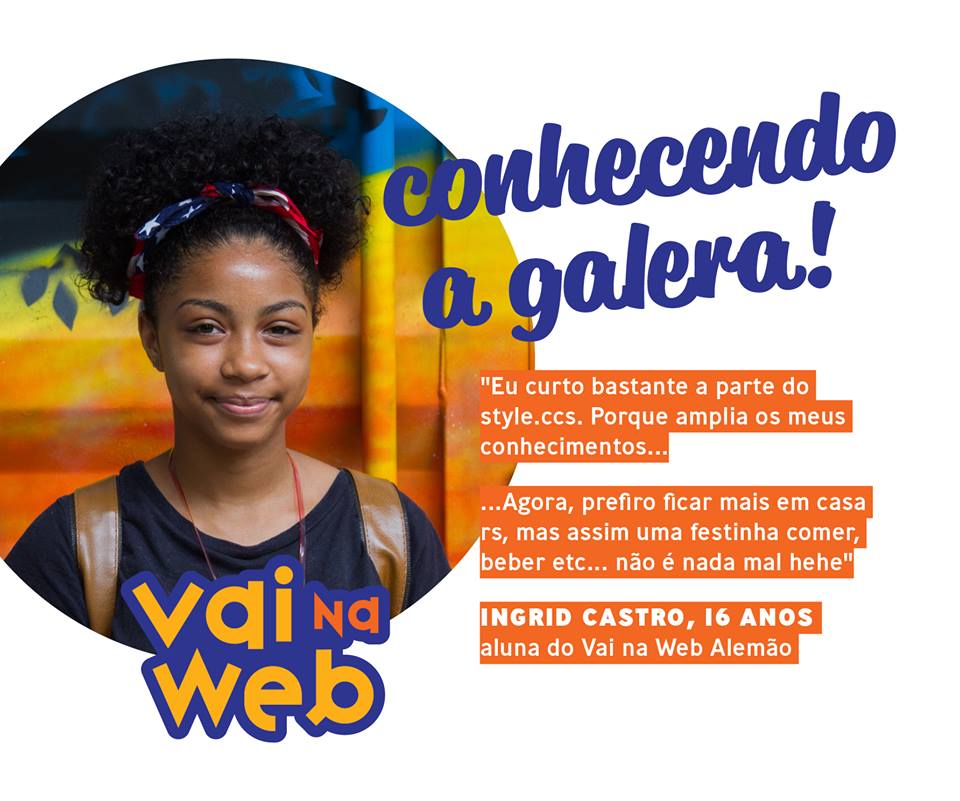 conhecendo
a galera!
"Eu curto bastante a parte do
style.ccs. Porque amplia os meus
conhecimentos...
...Agora, prefiro ficar mais em casa
rs, mas assim uma festinha comer,
beber etc... não é nada mal hehe"
INGRID CASTRO, 16 ANOS
aluna do Vai na Web Alemão
vai NA
web